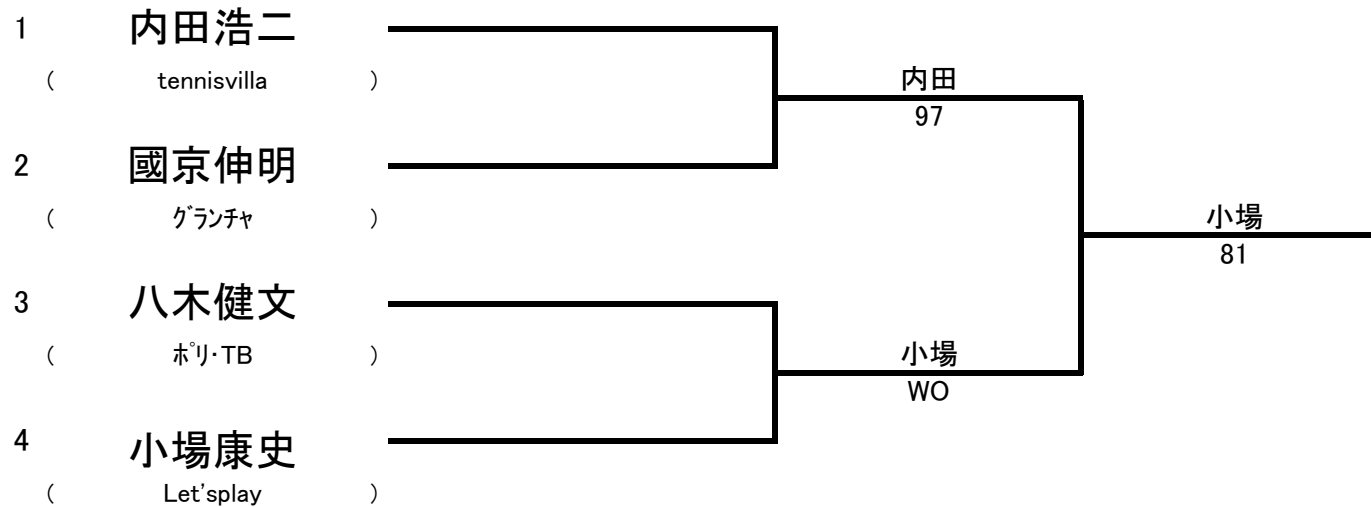 1 内田浩二
( tennisvilla )
内田
97
2 國京伸明
( ｸﾞランチャ )
小場
81
3 八木健文
( ﾎﾟリ･TB )
小場
WO
4 小場康史
( Let'splay )